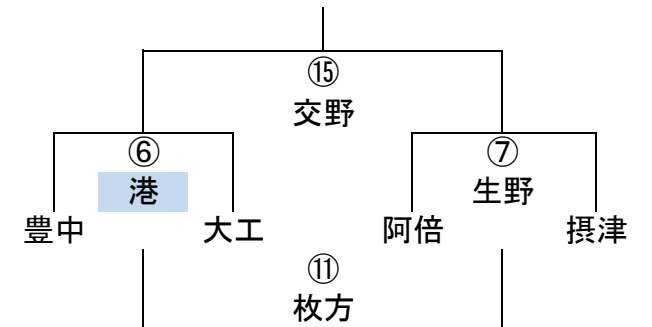 ⑮
交野
⑥ ⑦
港 生野
豊中 大工 阿倍 摂津
⑪
枚方